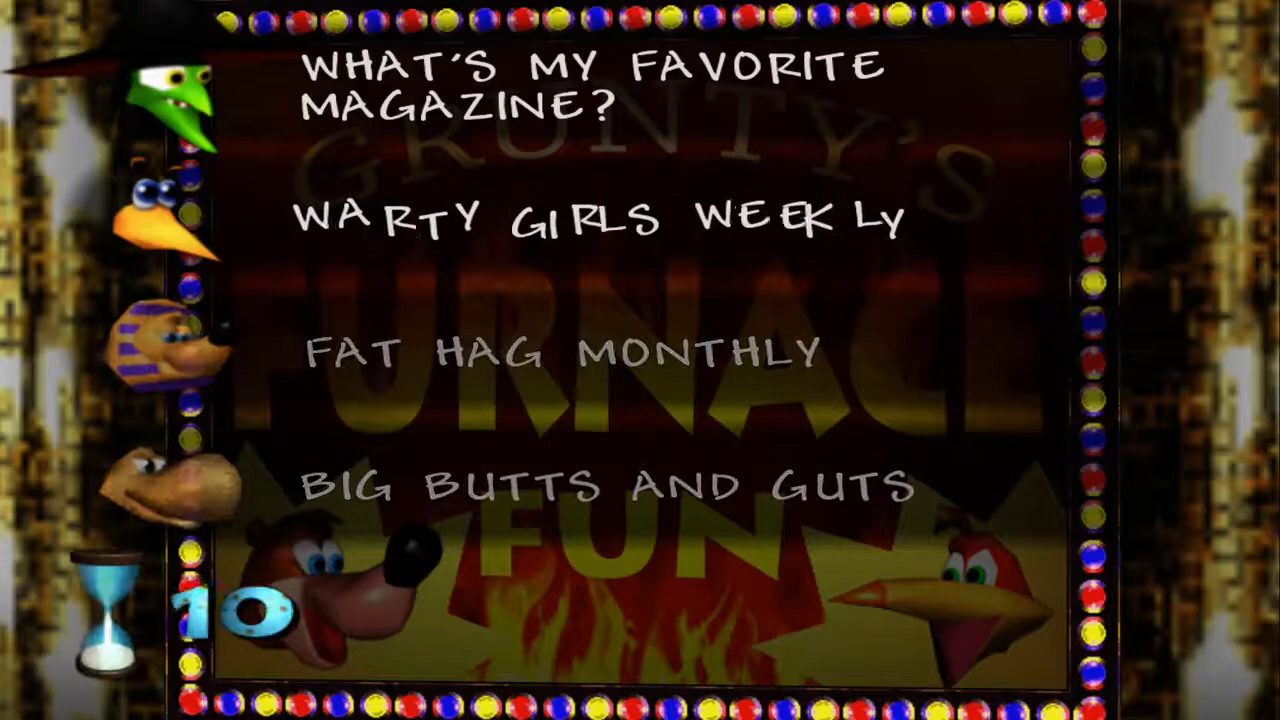 WHAT'S MY FAVORITE
MAGAZINE?
GRUNTY'S
WARTY GIRLS WEEKLY
FURNACE
FAT HAG MONTHLY
BIG BUTTS AND GUTS
FUN
10